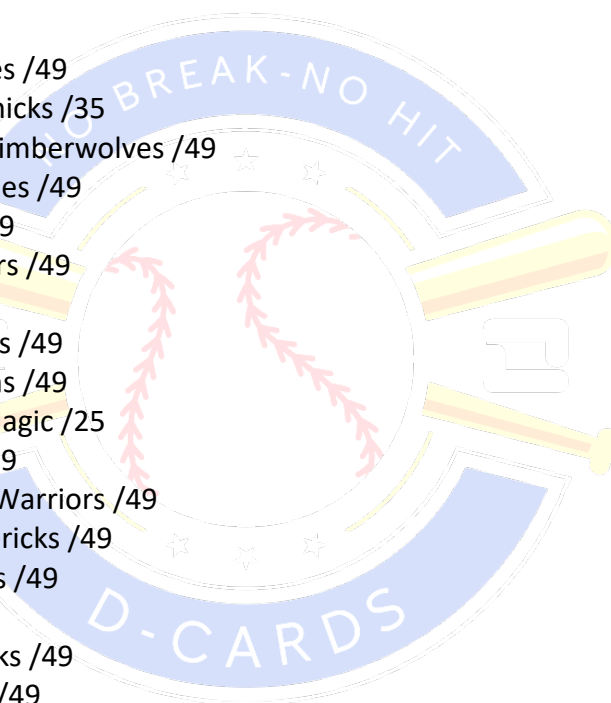 es /49
NO BREAK-NO HIT
nicks /35
imberwolves /49
es /49
9
rs /49
s /49
ns /49
agic /25
9
Warriors /49
ricks /49
s /49
D-CARDS
ks /49
/49